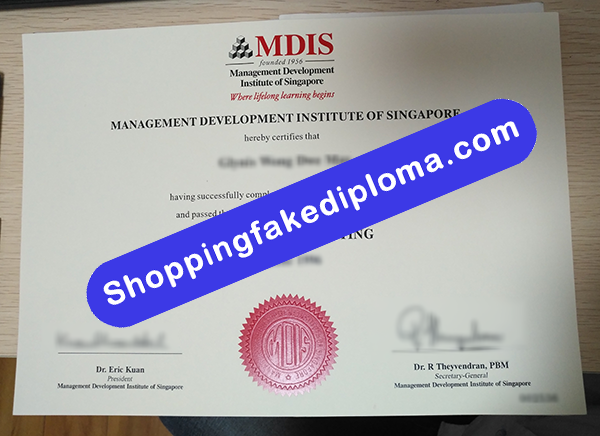 MDIS
founded 1956
Management Development
Institute of Singapore
Where lifelong learning begins
MANAGEMENT DEVELOPMENT INSTITUTE OF SINGAPORE
hereby certifies that
having successfully
and passed
Shoppingfakediploma.com
MDIS
Dr. Eric Kuan
President
Management Development Institute of Singapore
Dr. R Theyvendran, PBM
Secretary-General
Management Development Institute of Singapore